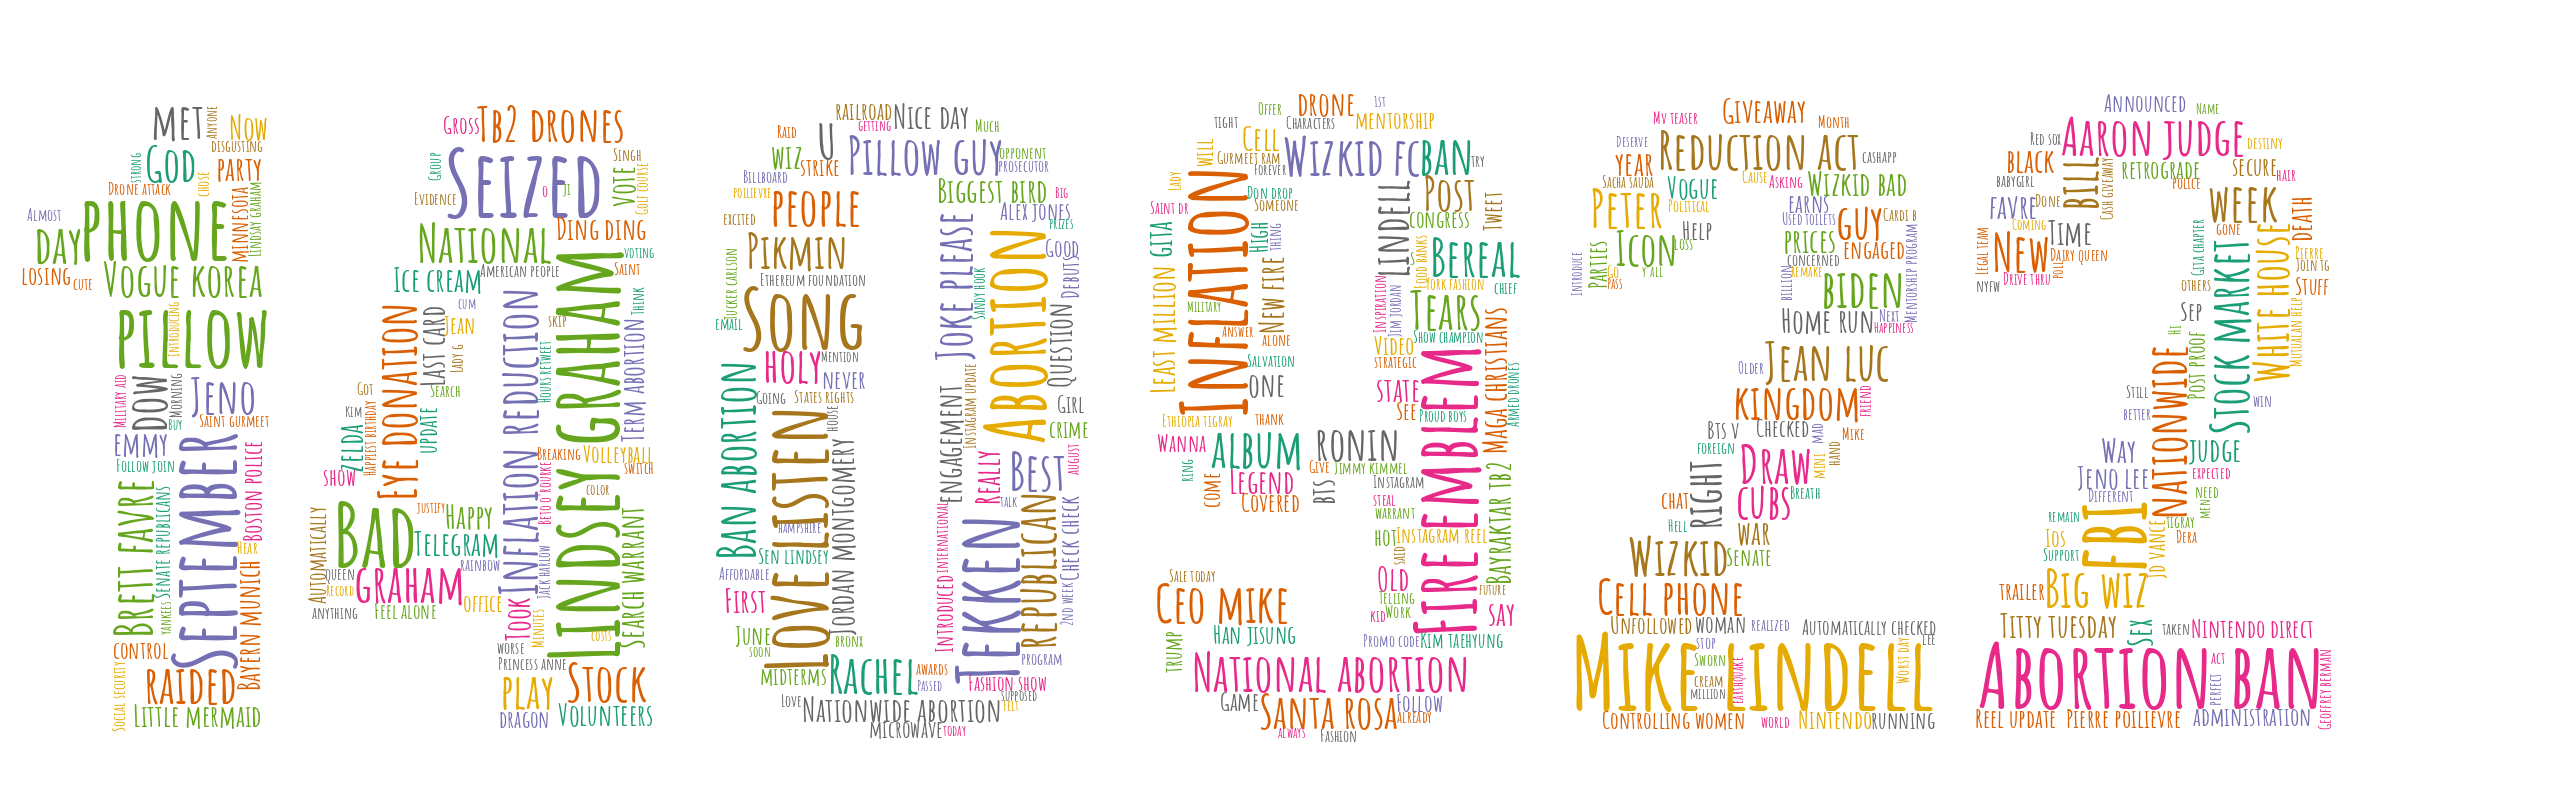 Met
Anyone
Now
Disgusting
Strong
God
Party
Drone attack
Chose
Minnesota
Lindsay Graham
Almost
Day
Phone
Losing
Cute
Vogue Korea
Pillow
Introducing
Military aid
Dow
Morning
Buy
Jeno
Saint Gurmeet
Emmy
Follow join
September
Boston police
Brett Favre
Senate Republicans
Yankees
Hear
Bayern Munich
Control
Raided
Social security
Little mermaid
Gross
Tb2 drones
Group
Seized
Singh
Evidence
O
Ji
Vote
Golf course
National
Ding ding
Voting
Ice cream
American people
Saint
Think
Cum
Skip
Eye donation
Last card
Jean
Lady G
Inflation reduction
Hours retweet
Lindsey Graham
Term abortion
Got
Search
Kim
Zelda
Happiest birthday
Update
Show
Breaking
Volleyball
Switch
Color
Beto O Rourke
Justify
Automatically
Bad
Happy
Telegram
Rainbow
Queen
Record
Graham
Office
Anything
Feel alone
Jack Harlow
Took
Minutes
Costs
Search warrant
Worse
Princess Anne
Play
Stock
Dragon
Volunteers
Railroad
Getting
Nice day
Much
Raid
U
Wiz
Strike
Pillow guy
Opponent
Prosecutor
Billboard
Poilievre
People
Biggest bird
Big
Alex Jones
Prizes
Excited
Pikmin
Tucker Carlson
Ethereum foundation
Joke please
Sandy Hook
Abortion
Good
Debuts
Email
Song
Question
Holy
Mention
Never
Ban abortion
Going
States rights
House
Love listen
Engagement
Instagram update
Girl
Crime
Really
Best
August
Talk
Hampshire
Sen Lindsey
Jordan Montgomery
Affordable
First
International
Introduced
Tekken
Republican
Check check
2nd week
June
Soon
Bronx
Program
Midterms
Rachel
Awards
Passed
Fashion show
Supposed
Felt
Love
Nationwide abortion
Microwave
Today
Offer
Drone
1st
Tight
Characters
Mentorship
Will
Cell
Gurmeet Ram
Forever
Wizkid FC
Ban
Try
Lady
Inflation
Don drop
Someone
Lindell
Post
Congress
Tweet
Saint Dr
Gita
High
Thing
S
Food banks
Bereal
York fashion
Chief
Least milion
New fire
Military
Answer
Alone
Inspiration
Jim Jordan
Tears
Show champion
Video
Strategic
Salvation
One
State
See
Proud Boys
Fire emblem
Maga Christians
Armed drones
Ethiopia Tigray
Thank
Wanna
Album
Ronin
Ring
Come
Legend
Covered
Give
Jimmy Kimmel
BTS
Instagram
Steal
Warrant
Hot
Said
Instagram reel
Bayraktar Tb2
Sale today
Old
Telling
Work
Kid
Future
Say
Ceo Mike
Han Jisung
Promo code
Kim Taehyung
Trump
National abortion
Game
Santa Rosa
Follow
Already
Always
Fashion
Mv teaser
Giveaway
Month
Deserve
Year
Reduction act
Cashapp
Sacha Sauda
Vogue
Cause
Asking
Wizkid bad
Peter
Political
Earns
Used toilets
Guy
Cardi B
Help
Icon
Loss
Prices
Engaged
Introduce
Parties
Go
Pass
Y'all
Concerned
Remake
Billion
Biden
Mentorship program
Home run
Next
Happiness
Older
Jean Luc
Kingdom
Friend
Bts V
Checked
Mad
Mike
Foreign
Right
Draw
Mini
Hand
Cubs
Breath
Chat
Hell
War
Wizkid
Senate
Cell phone
Unfollowed
Woman
Realized
Automatically checked
Lee
Stop
Mike Lindell
Sworn
Cream
Million
Earthquake
Worst day
Controlling women
World
Nintendo
Running
Announced
Name
Red Sox
Aaron Judge
Destiny
Black
Babygirl
Bill
Cash giveaway
Retrograde
Police
Secure
Hair
Favre
Done
Coming
Week
Gone
Death
Legal team
New
Time
Dairy Queen
Poll
Drive thru
NYFW
Gita chapter
Others
Stock market
White House
Pierre
Join TG
Stuff
Mutualan help
Sep
Hi
Post proof
Still
Better
Nationwide
Win
Way
Judge
Jeno Lee
Different
Expected
Need
Men
Remain
Ios
Support
FBI
Tigray
Dera
JD Vance
Trailer
Big Wiz
Titty Tuesday
Sex
Taken
Nintendo direct
Abortion ban
Act
Perfect
Geoffrey Berman
Reel update
Pierre Poilievre
Administration